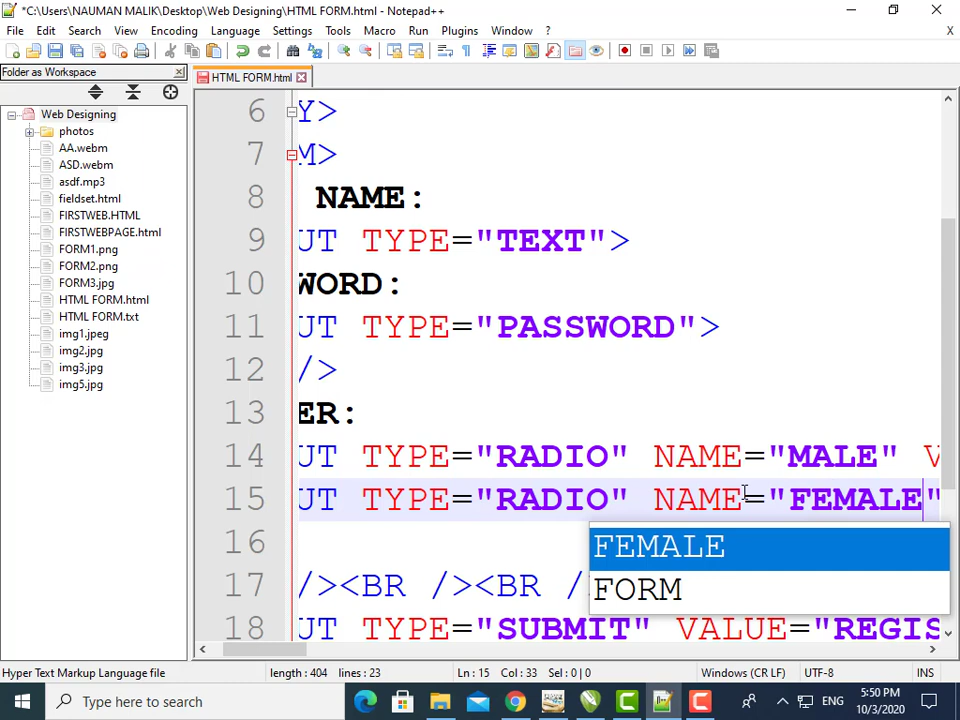 *C:\Users\NAUMAN MALIK\Desktop\Web Designing\HTML FORM.html - Notepad++
File Edit Search View Encoding Language Settings Tools Macro Run Plugins Window ? X
Folder as Workspace
HTML FORM.html
Web Designing
photos
AA.webm
ASD.webm
asdf.mp3
fieldset.html
FIRSTWEB.HTML
FIRSTWEBPAGE.html
FORM1.png
FORM2.png
FORM3.jpg
HTML FORM.html
HTML FORM.txt
img1.jpeg
img2.jpg
img3.jpg
img5.jpg
6 Y>
7 M>
8 NAME:
9 UT TYPE="TEXT">
10 WORD:
11 UT TYPE="PASSWORD">
12 />
13 ER:
14 UT TYPE="RADIO" NAME="MALE" V
15 UT TYPE="RADIO" NAME="FEMALE"
16
FEMALE
FORM
17 /><BR /><BR /
18 UT TYPE="SUBMIT" VALUE="REGIS
Hyper Text Markup Language file length : 404 lines : 23 Ln : 15 Col : 33 Sel : 0 | 0 Windows (CR LF) UTF-8 INS
Type here to search
ENG
5:50 PM
10/3/2020